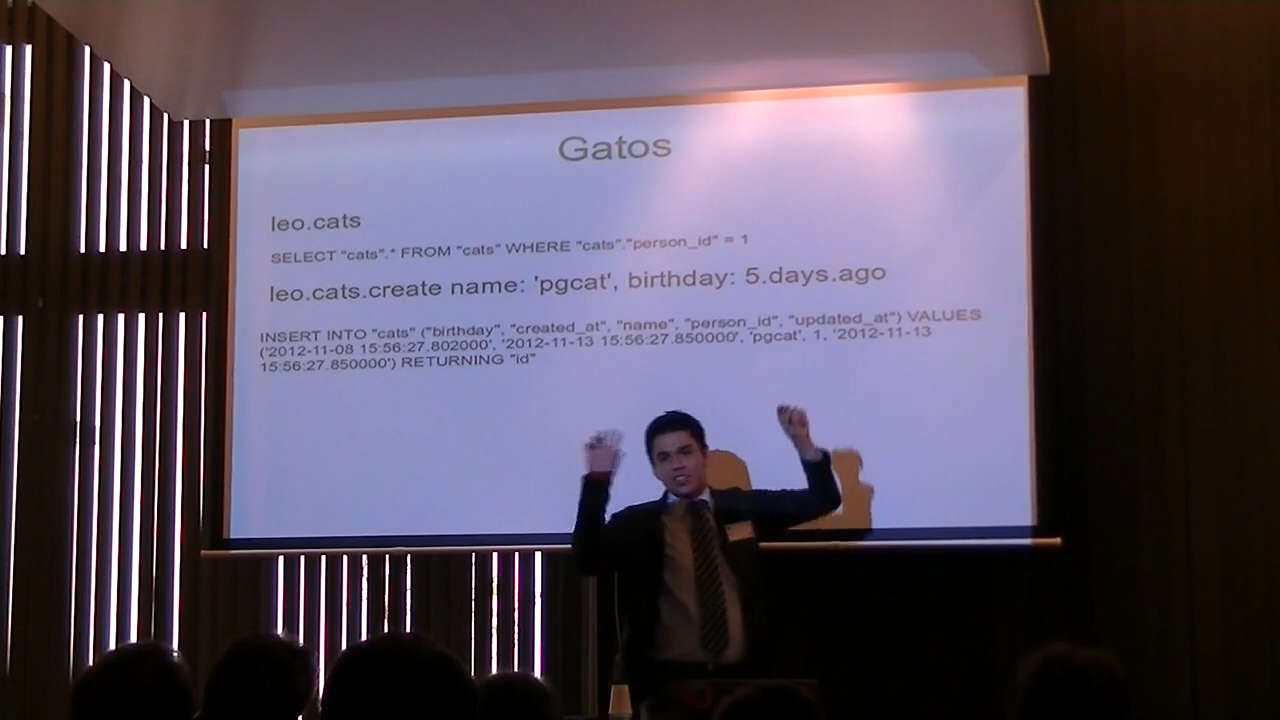 Gatos
leo.cats
SELECT "cats".* FROM "cats" WHERE "cats"."person_id" = 1
leo.cats.create name: 'pgcat', birthday: 5.days.ago
INSERT INTO "cats" ("birthday", "created_at", "name", "person_id", "updated_at") VALUES
('2012-11-08 15:56:27.802000', '2012-11-13 15:56:27.850000', 'pgcat', 1, '2012-11-13
15:56:27.850000') RETURNING "id"